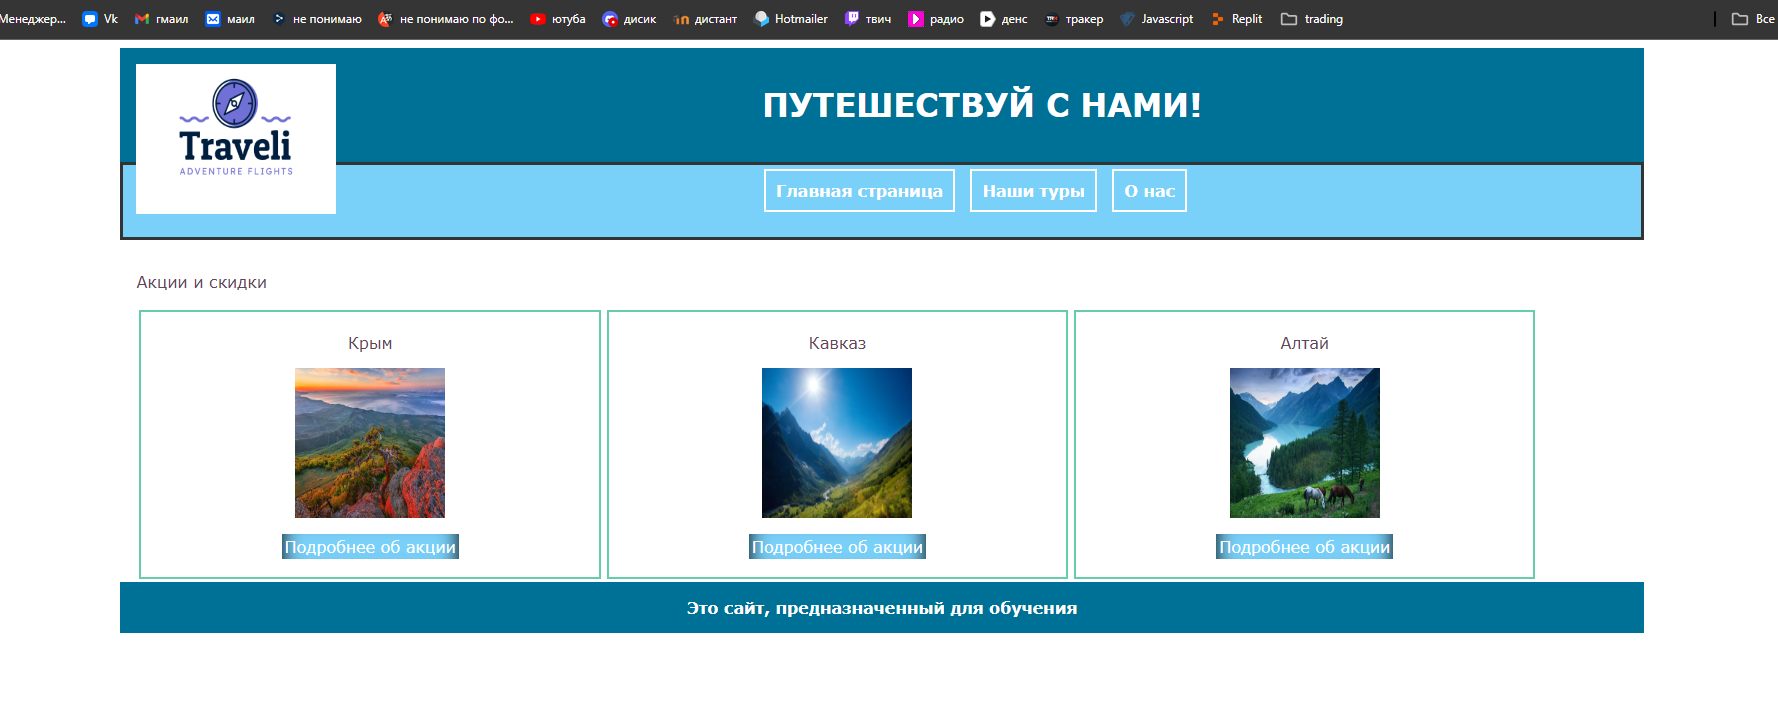 Менеджер... Vk гмаил маил не понимаю не понимаю по фо... ютуба дисик дистант Hotmailer твич радио денс тракер Javascript Replit trading Все
ПУТЕШЕСТВУЙ С НАМИ!
Traveli
ADVENTURE FLIGHTS
Главная страница Наши туры О нас
Акции и скидки
Крым Кавказ Алтай
Подробнее об акции Подробнее об акции Подробнее об акции
Это сайт, предназначенный для обучения